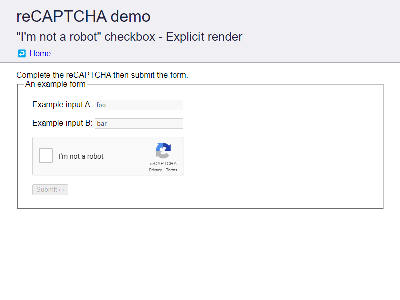 reCAPTCHA demo
"I'm not a robot" checkbox - Explicit render
Home
Complete the reCAPTCHA then submit the form.
An example form
Example input A: foo
Example input B: bar
I'm not a robot
reCAPTCHA
Privacy - Terms
Submit